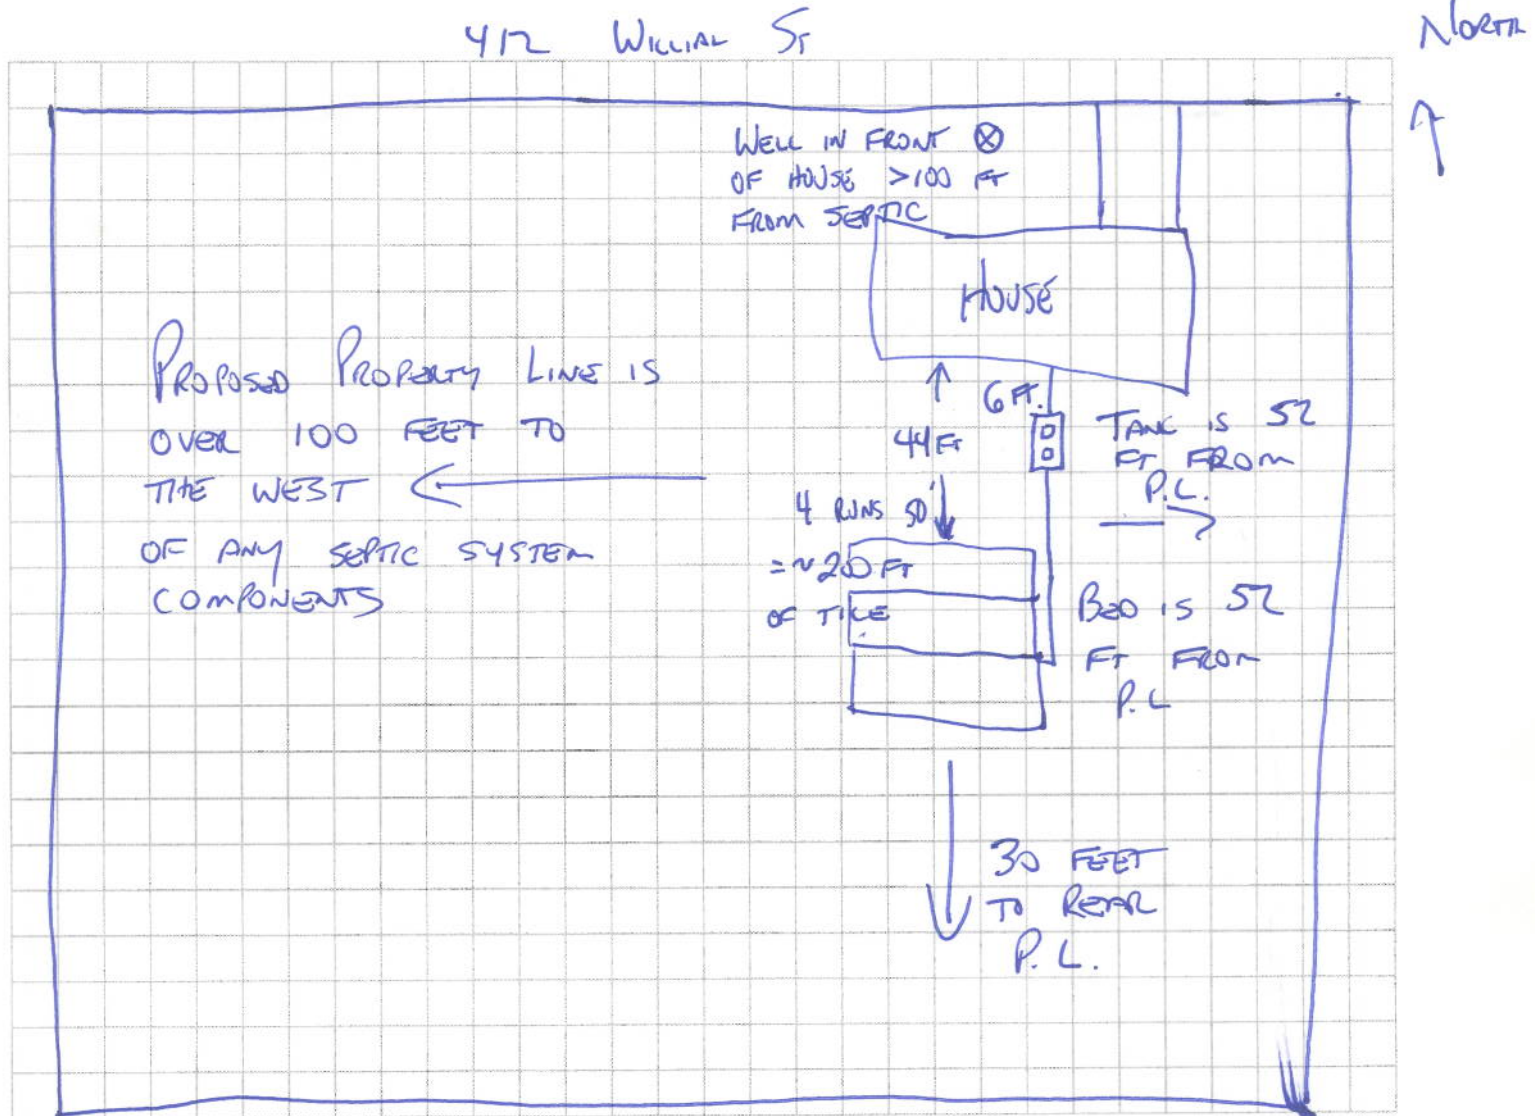 412 William St
North
Well in front ⊗
of house >100 ft
from septic
House
Proposed Property Line is
over 100 feet to
the west
of any septic system
components
6 ft.
44 ft
Tank is 52
ft from
P.L.
4 runs 50'
= ~200 ft
of tile
Bed is 52
ft from
P.L
30 feet
to rear
P.L.